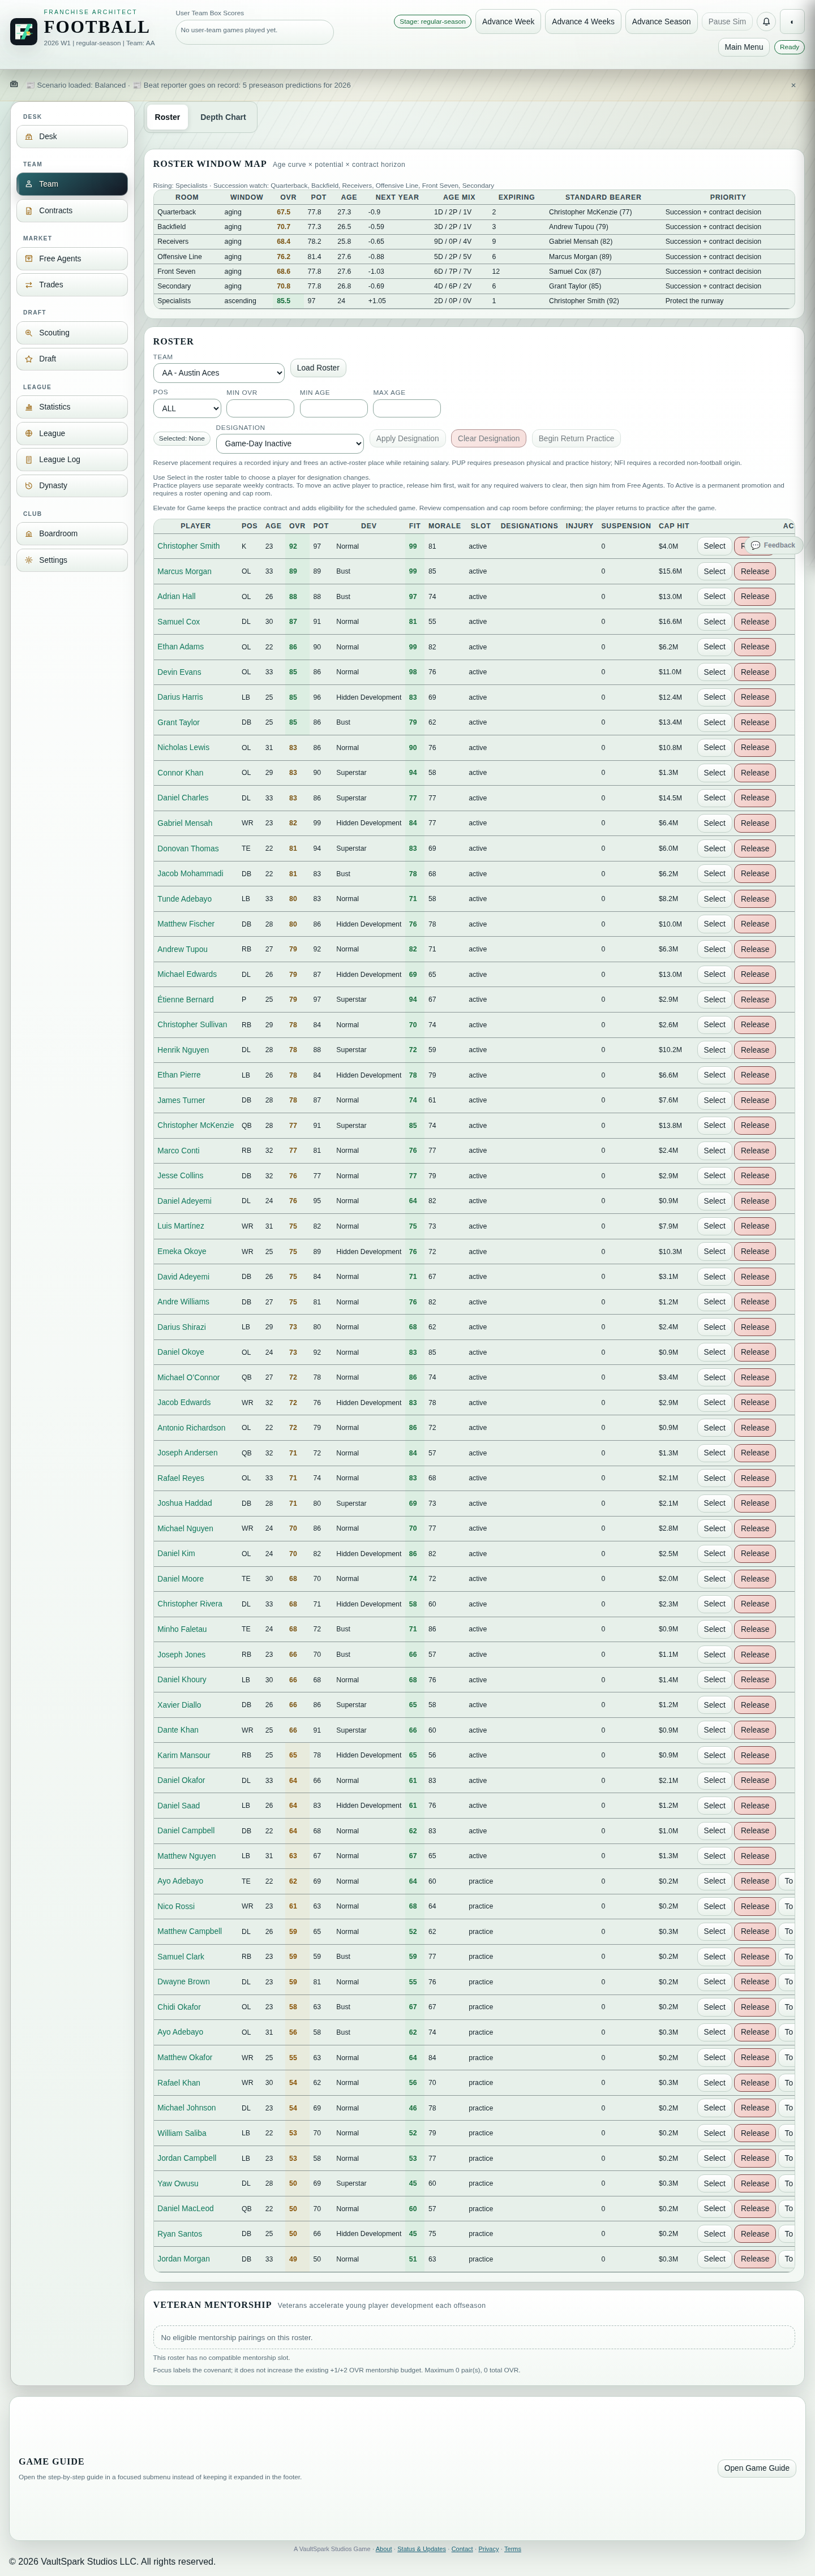 FRANCHISE ARCHITECT
FOOTBALL
2026 W1 | regular-season | Team: AA
User Team Box Scores
No user-team games played yet.
Stage: regular-season
Advance Week
Advance 4 Weeks
Advance Season
Pause Sim
Main Menu
Ready
Scenario loaded: Balanced · Beat reporter goes on record: 5 preseason predictions for 2026
×
DESK
Desk
TEAM
Team
Contracts
MARKET
Free Agents
Trades
DRAFT
Scouting
Draft
LEAGUE
Statistics
League
League Log
Dynasty
CLUB
Boardroom
Settings
Roster
Depth Chart
ROSTER WINDOW MAP Age curve × potential × contract horizon
Rising: Specialists · Succession watch: Quarterback, Backfield, Receivers, Offensive Line, Front Seven, Secondary
ROOM WINDOW OVR POT AGE NEXT YEAR AGE MIX EXPIRING STANDARD BEARER PRIORITY
Quarterback aging 67.5 77.8 27.3 -0.9 1D / 2P / 1V 2 Christopher McKenzie (77) Succession + contract decision
Backfield aging 70.7 77.3 26.5 -0.59 3D / 2P / 1V 3 Andrew Tupou (79) Succession + contract decision
Receivers aging 68.4 78.2 25.8 -0.65 9D / 0P / 4V 9 Gabriel Mensah (82) Succession + contract decision
Offensive Line aging 76.2 81.4 27.6 -0.88 5D / 2P / 5V 6 Marcus Morgan (89) Succession + contract decision
Front Seven aging 68.6 77.8 27.6 -1.03 6D / 7P / 7V 12 Samuel Cox (87) Succession + contract decision
Secondary aging 70.8 77.8 26.8 -0.69 4D / 6P / 2V 6 Grant Taylor (85) Succession + contract decision
Specialists ascending 85.5 97 24 +1.05 2D / 0P / 0V 1 Christopher Smith (92) Protect the runway
ROSTER
TEAM
AA - Austin Aces
Load Roster
POS MIN OVR MIN AGE MAX AGE
ALL
DESIGNATION
Selected: None
Game-Day Inactive
Apply Designation
Clear Designation
Begin Return Practice
Reserve placement requires a recorded injury and frees an active-roster place while retaining salary. PUP requires preseason physical and practice history; NFI requires a recorded non-football origin.
Use Select in the roster table to choose a player for designation changes.
Practice players use separate weekly contracts. To move an active player to practice, release him first, wait for any required waivers to clear, then sign him from Free Agents. To Active is a permanent promotion and requires a roster opening and cap room.
Elevate for Game keeps the practice contract and adds eligibility for the scheduled game. Review compensation and cap room before confirming; the player returns to practice after the game.
PLAYER POS AGE OVR POT DEV FIT MORALE SLOT DESIGNATIONS INJURY SUSPENSION CAP HIT AC
Christopher Smith K 23 92 97 Normal 99 81 active 0 $4.0M Select
Feedback
Marcus Morgan OL 33 89 89 Bust 99 85 active 0 $15.6M Select Release
Adrian Hall OL 26 88 88 Bust 97 74 active 0 $13.0M Select Release
Samuel Cox DL 30 87 91 Normal 81 55 active 0 $16.6M Select Release
Ethan Adams OL 22 86 90 Normal 99 82 active 0 $6.2M Select Release
Devin Evans OL 33 85 86 Normal 98 76 active 0 $11.0M Select Release
Darius Harris LB 25 85 96 Hidden Development 83 69 active 0 $12.4M Select Release
Grant Taylor DB 25 85 86 Bust 79 62 active 0 $13.4M Select Release
Nicholas Lewis OL 31 83 86 Normal 90 76 active 0 $10.8M Select Release
Connor Khan OL 29 83 90 Superstar 94 58 active 0 $1.3M Select Release
Daniel Charles DL 33 83 86 Superstar 77 77 active 0 $14.5M Select Release
Gabriel Mensah WR 23 82 99 Hidden Development 84 77 active 0 $6.4M Select Release
Donovan Thomas TE 22 81 94 Superstar 83 69 active 0 $6.0M Select Release
Jacob Mohammadi DB 22 81 83 Bust 78 68 active 0 $6.2M Select Release
Tunde Adebayo LB 33 80 83 Normal 71 58 active 0 $8.2M Select Release
Matthew Fischer DB 28 80 86 Hidden Development 76 78 active 0 $10.0M Select Release
Andrew Tupou RB 27 79 92 Normal 82 71 active 0 $6.3M Select Release
Michael Edwards DL 26 79 87 Hidden Development 69 65 active 0 $13.0M Select Release
Étienne Bernard P 25 79 97 Superstar 94 67 active 0 $2.9M Select Release
Christopher Sullivan RB 29 78 84 Normal 70 74 active 0 $2.6M Select Release
Henrik Nguyen DL 28 78 88 Superstar 72 59 active 0 $10.2M Select Release
Ethan Pierre LB 26 78 84 Hidden Development 78 79 active 0 $6.6M Select Release
James Turner DB 28 78 87 Normal 74 61 active 0 $7.6M Select Release
Christopher McKenzie QB 28 77 91 Superstar 85 74 active 0 $13.8M Select Release
Marco Conti RB 32 77 81 Normal 76 77 active 0 $2.4M Select Release
Jesse Collins DB 32 76 77 Normal 77 79 active 0 $2.9M Select Release
Daniel Adeyemi DL 24 76 95 Normal 64 82 active 0 $0.9M Select Release
Luis Martínez WR 31 75 82 Normal 75 73 active 0 $7.9M Select Release
Emeka Okoye WR 25 75 89 Hidden Development 76 72 active 0 $10.3M Select Release
David Adeyemi DB 26 75 84 Normal 71 67 active 0 $3.1M Select Release
Andre Williams DB 27 75 81 Normal 76 82 active 0 $1.2M Select Release
Darius Shirazi LB 29 73 80 Normal 68 62 active 0 $2.4M Select Release
Daniel Okoye OL 24 73 92 Normal 83 85 active 0 $0.9M Select Release
Michael O'Connor QB 27 72 78 Normal 86 74 active 0 $3.4M Select Release
Jacob Edwards WR 32 72 76 Hidden Development 83 78 active 0 $2.9M Select Release
Antonio Richardson OL 22 72 79 Normal 86 72 active 0 $0.9M Select Release
Joseph Andersen QB 32 71 72 Normal 84 57 active 0 $1.3M Select Release
Rafael Reyes OL 33 71 74 Normal 83 68 active 0 $2.1M Select Release
Joshua Haddad DB 28 71 80 Superstar 69 73 active 0 $2.1M Select Release
Michael Nguyen WR 24 70 86 Normal 70 77 active 0 $2.8M Select Release
Daniel Kim OL 24 70 82 Hidden Development 86 82 active 0 $2.5M Select Release
Daniel Moore TE 30 68 70 Normal 74 72 active 0 $2.0M Select Release
Christopher Rivera DL 33 68 71 Hidden Development 58 60 active 0 $2.3M Select Release
Minho Faletau TE 24 68 72 Bust 71 86 active 0 $0.9M Select Release
Joseph Jones RB 23 66 70 Bust 66 57 active 0 $1.1M Select Release
Daniel Khoury LB 30 66 68 Normal 68 76 active 0 $1.4M Select Release
Xavier Diallo DB 26 66 86 Superstar 65 58 active 0 $1.2M Select Release
Dante Khan WR 25 66 91 Superstar 66 60 active 0 $0.9M Select Release
Karim Mansour RB 25 65 78 Hidden Development 65 56 active 0 $0.9M Select Release
Daniel Okafor DL 33 64 66 Normal 61 83 active 0 $2.1M Select Release
Daniel Saad LB 26 64 83 Hidden Development 61 76 active 0 $1.2M Select Release
Daniel Campbell DB 22 64 68 Normal 62 83 active 0 $1.0M Select Release
Matthew Nguyen LB 31 63 67 Normal 67 65 active 0 $1.3M Select Release
Ayo Adebayo TE 22 62 69 Normal 64 60 practice 0 $0.2M Select Release To
Nico Rossi WR 23 61 63 Normal 68 64 practice 0 $0.2M Select Release To
Matthew Campbell DL 26 59 65 Normal 52 62 practice 0 $0.3M Select Release To
Samuel Clark RB 23 59 59 Bust 59 77 practice 0 $0.2M Select Release To
Dwayne Brown DL 23 59 81 Normal 55 76 practice 0 $0.2M Select Release To
Chidi Okafor OL 23 58 63 Bust 67 67 practice 0 $0.2M Select Release To
Ayo Adebayo OL 31 56 58 Bust 62 74 practice 0 $0.3M Select Release To
Matthew Okafor WR 25 55 63 Normal 64 84 practice 0 $0.2M Select Release To
Rafael Khan WR 30 54 62 Normal 56 70 practice 0 $0.3M Select Release To
Michael Johnson DL 23 54 69 Normal 46 78 practice 0 $0.2M Select Release To
William Saliba LB 22 53 70 Normal 52 79 practice 0 $0.2M Select Release To
Jordan Campbell LB 23 53 58 Normal 53 77 practice 0 $0.2M Select Release To
Yaw Owusu DL 28 50 69 Superstar 45 60 practice 0 $0.3M Select Release To
Daniel MacLeod QB 22 50 70 Normal 60 57 practice 0 $0.2M Select Release To
Ryan Santos DB 25 50 66 Hidden Development 45 75 practice 0 $0.2M Select Release To
Jordan Morgan DB 33 49 50 Normal 51 63 practice 0 $0.3M Select Release To
VETERAN MENTORSHIP Veterans accelerate young player development each offseason
No eligible mentorship pairings on this roster.
This roster has no compatible mentorship slot.
Focus labels the covenant; it does not increase the existing +1/+2 OVR mentorship budget. Maximum 0 pair(s), 0 total OVR.
GAME GUIDE
Open the step-by-step guide in a focused submenu instead of keeping it expanded in the footer.
Open Game Guide
A VaultSpark Studios Game · About · Status & Updates · Contact · Privacy · Terms
© 2026 VaultSpark Studios LLC. All rights reserved.